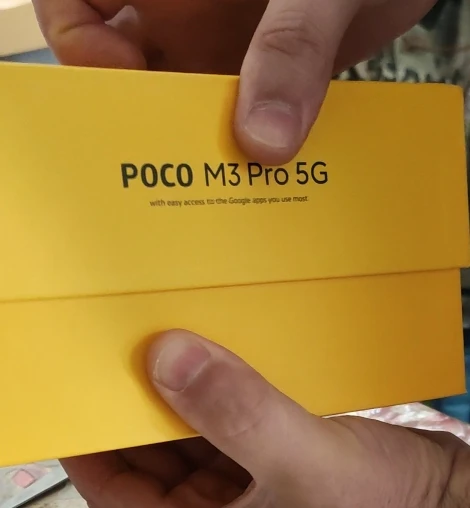 POCO M3 Pro 5G
with easy access to the Google apps you use most